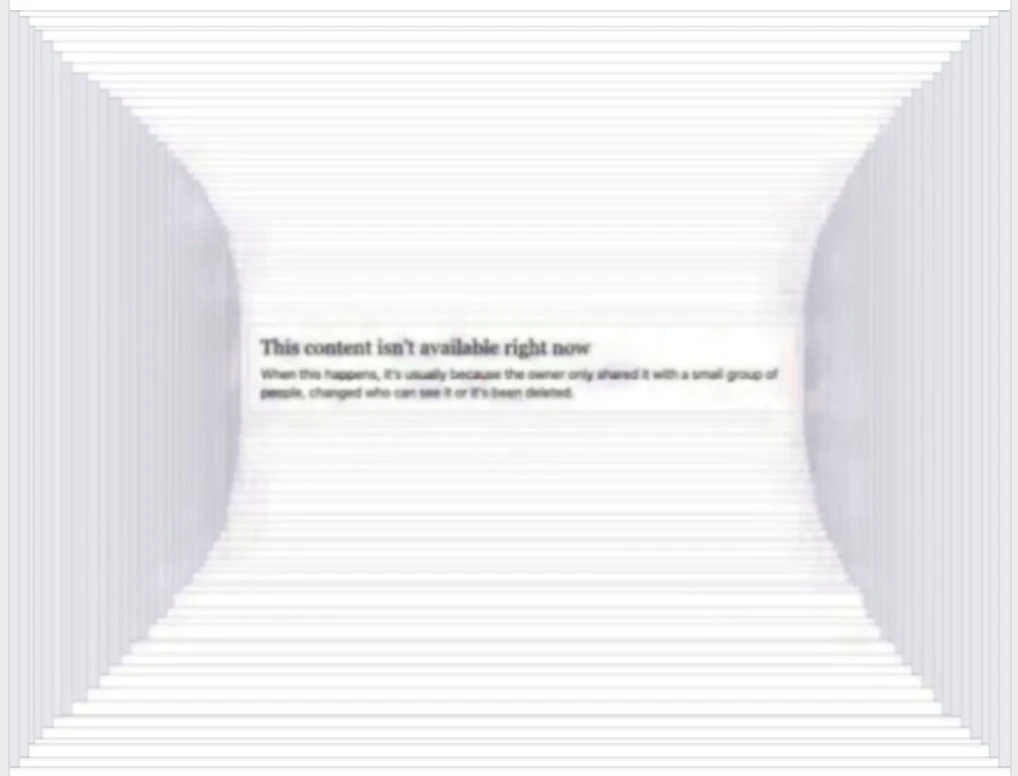 This content isn't available right now
When this happens, it's usually because the owner only shared it with a small group of
people, changed who can see it or it's been deleted.